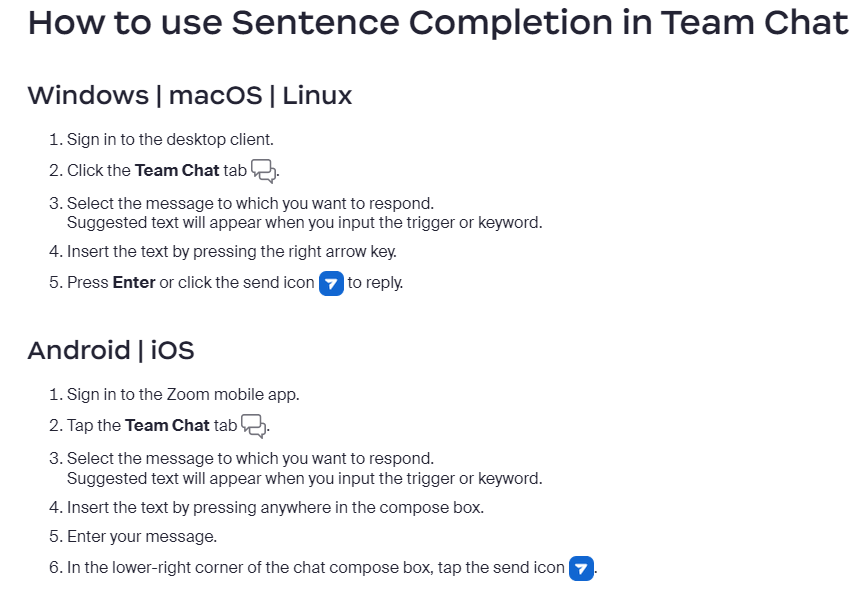 How to use Sentence Completion in Team Chat
Windows | macOS | Linux
1. Sign in to the desktop client.
2. Click the Team Chat tab .
3. Select the message to which you want to respond.
Suggested text will appear when you input the trigger or keyword.
4. Insert the text by pressing the right arrow key.
5. Press Enter or click the send icon to reply.
Android | iOS
1. Sign in to the Zoom mobile app.
2. Tap the Team Chat tab .
3. Select the message to which you want to respond.
Suggested text will appear when you input the trigger or keyword.
4. Insert the text by pressing anywhere in the compose box.
5. Enter your message.
6. In the lower-right corner of the chat compose box, tap the send icon .